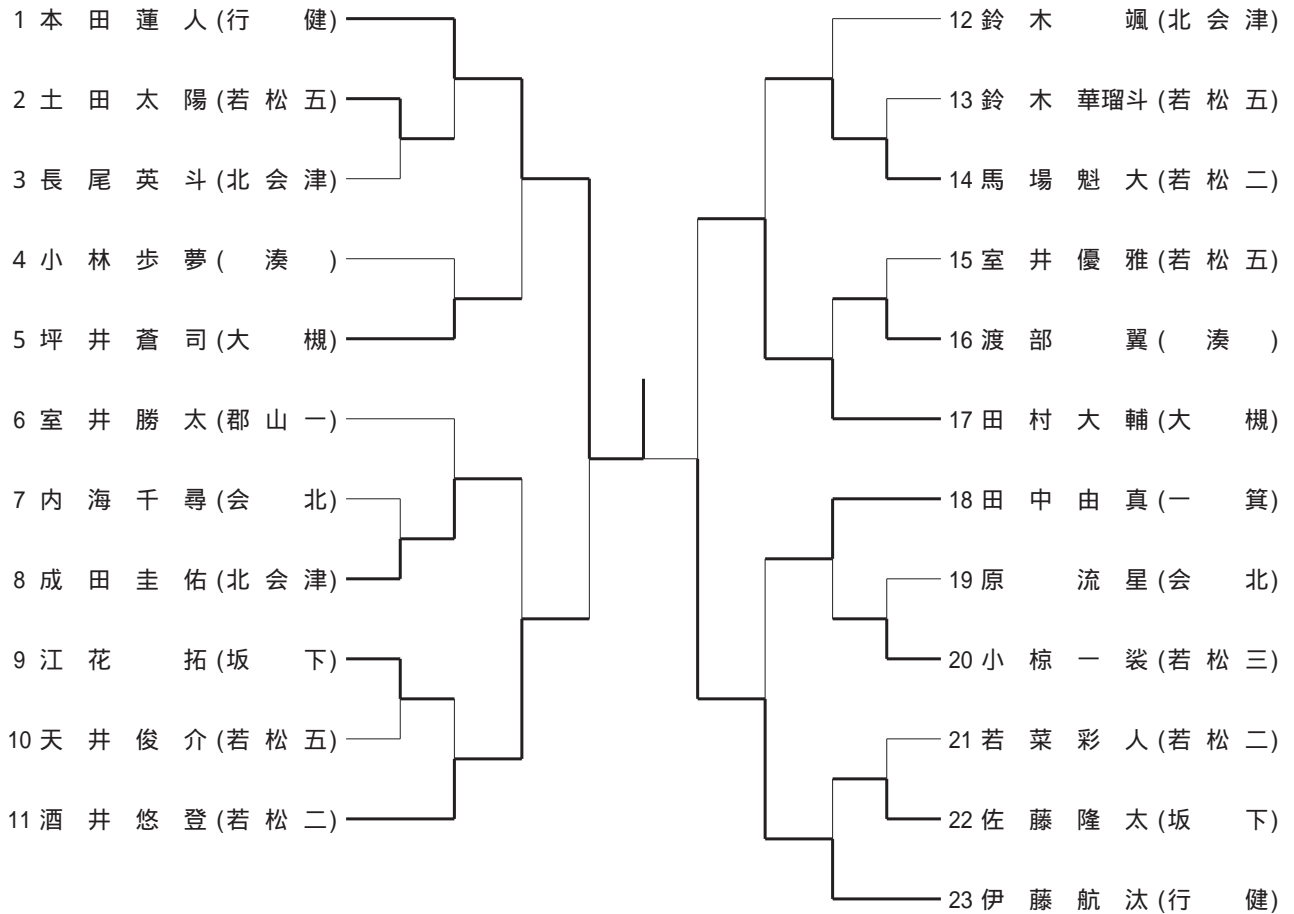 1 本田蓮人(行健)
2 土田太陽(若松五)
3 長尾英斗(北会津)
4 小林歩夢(湊)
5 坪井蒼司(大槻)
6 室井勝太(郡山一)
7 内海千尋(会北)
8 成田圭佑(北会津)
9 江花拓(坂下)
10 天井俊介(若松五)
11 酒井悠登(若松二)
12 鈴木颯(北会津)
13 鈴木華瑠斗(若松五)
14 馬場魁大(若松二)
15 室井優雅(若松五)
16 渡部翼(湊)
17 田村大輔(大槻)
18 田中由真(一箕)
19 原流星(会北)
20 小椋一裟(若松三)
21 若菜彩人(若松二)
22 佐藤隆太(坂下)
23 伊藤航汰(行健)